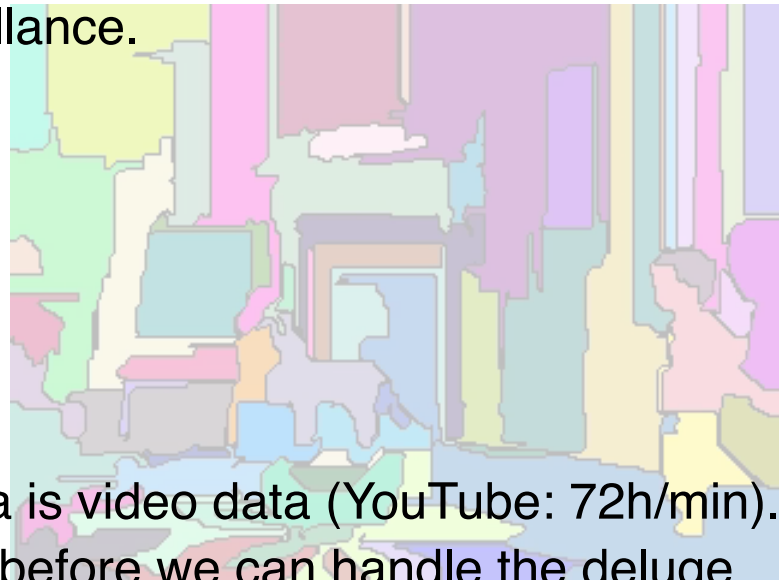 llance.
a is video data (YouTube: 72h/min).
before we can handle the deluge